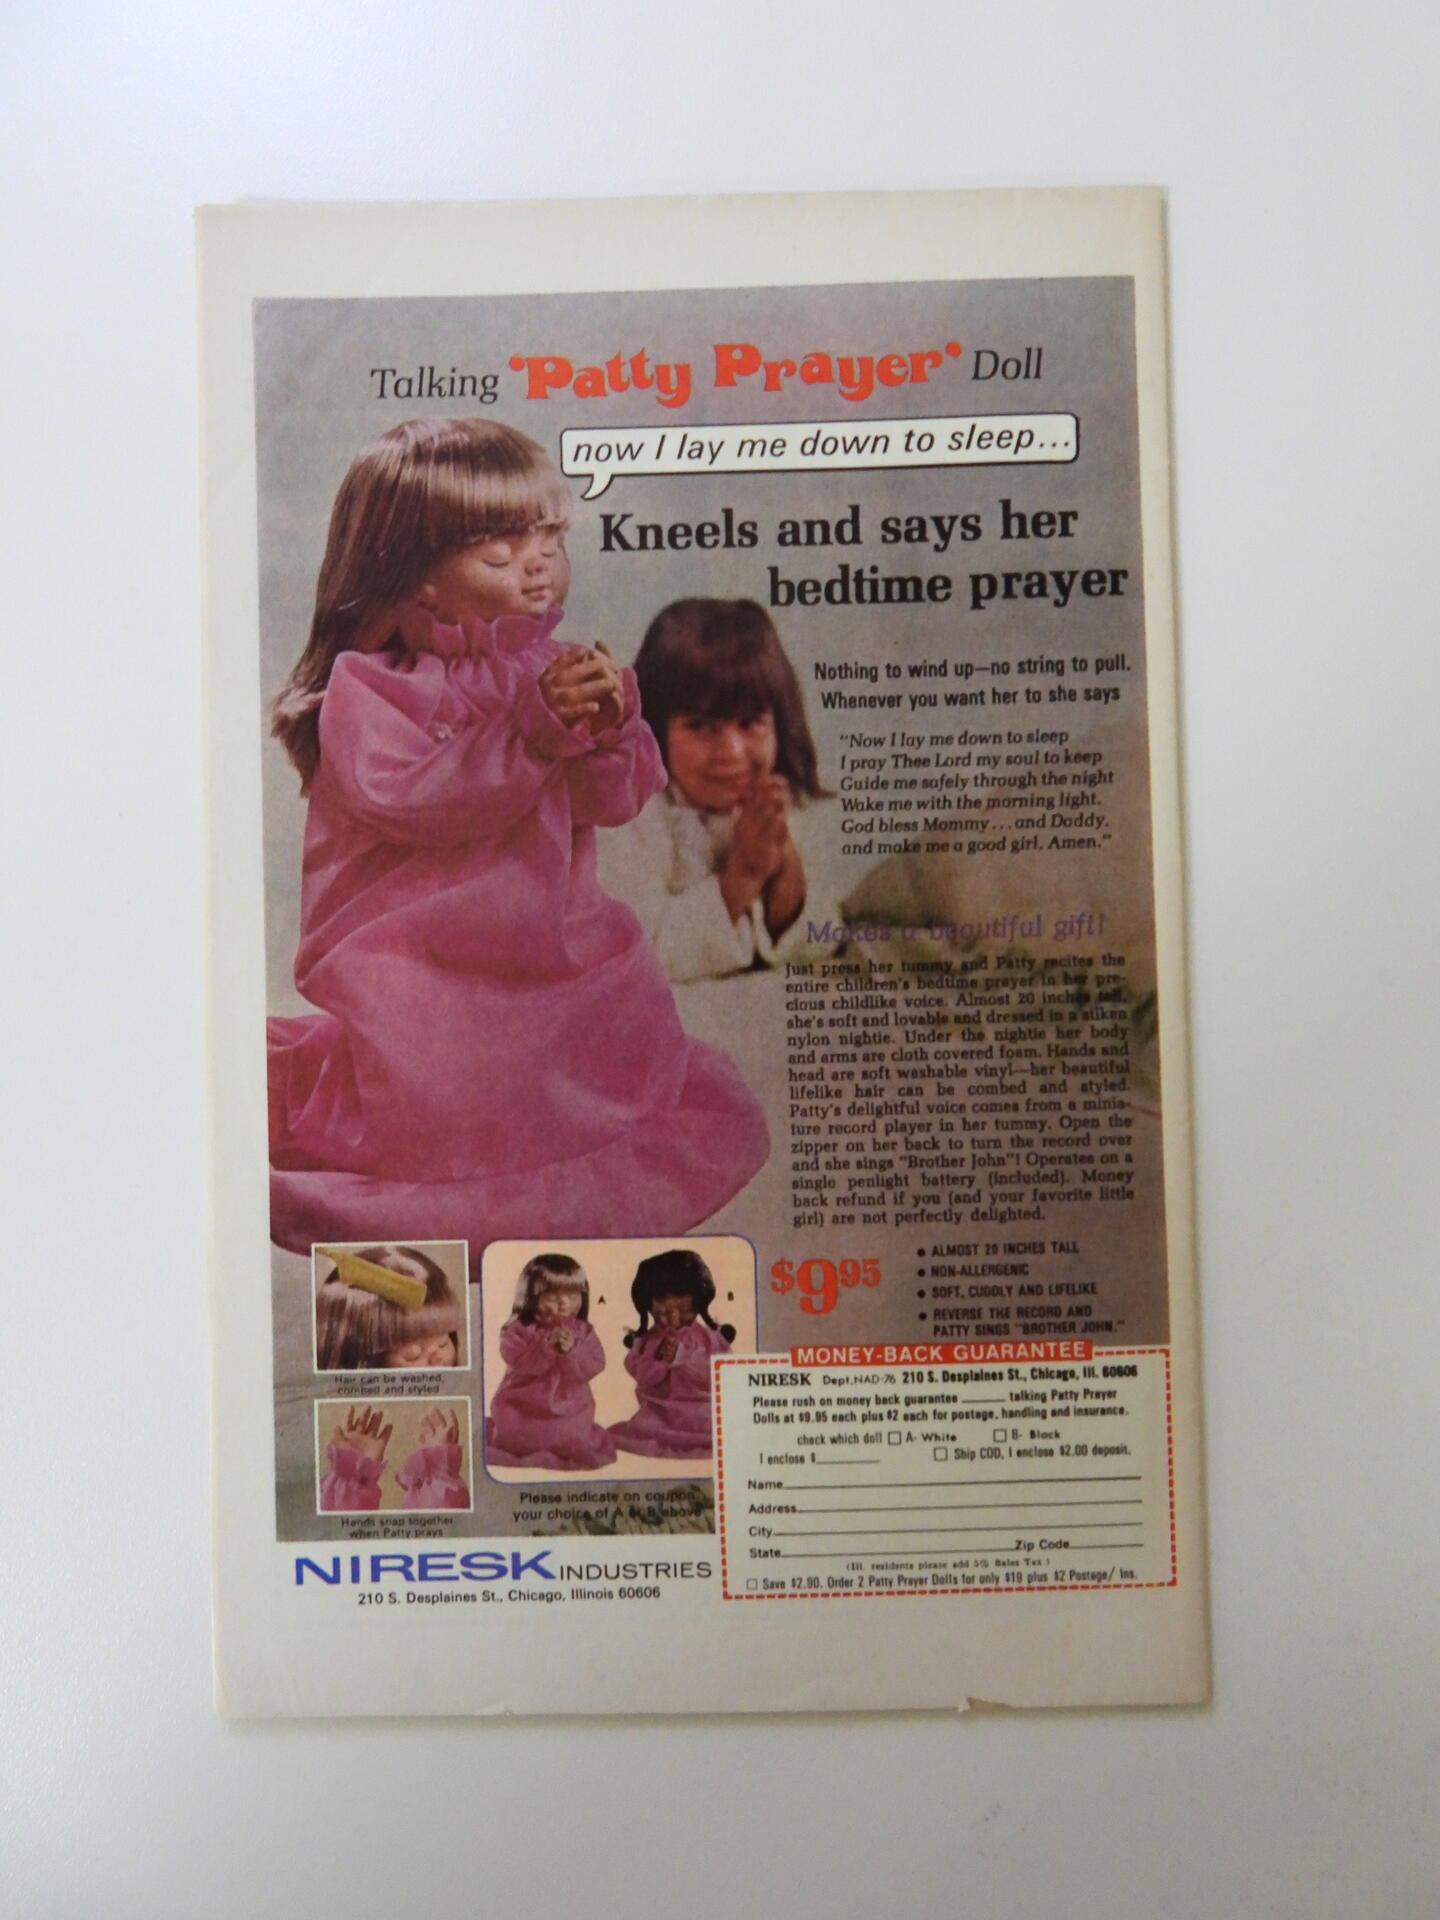 Talking 'Patty Prayer' Doll
now I lay me down to sleep...
Kneels and says her
bedtime prayer
Nothing to wind up—no string to pull.
Whenever you want her to she says
"Now I lay me down to sleep
I pray Thee Lord my soul to keep
Guide me safely through the night
Wake me with the morning light.
God bless Mommy...and Daddy,
and make me a good girl. Amen."
Makes a beautiful gift!
Just press her tummy and Patty recites the
entire children's bedtime prayer in her pre-
cious childlike voice. Almost 20 inches tall,
she's soft and lovable and dressed in a silken
nylon nightie. Under the nightie her body
and arms are cloth covered foam. Hands and
head are soft washable vinyl—her beautiful
lifelike hair can be combed and styled.
Patty's delightful voice comes from a minia-
ture record player in her tummy. Open the
zipper on her back to turn the record over
and she sings "Brother John"! Operates on a
single penlight battery (included). Money
back refund if you (and your favorite little
girl) are not perfectly delighted.
$9.95
• ALMOST 20 INCHES TALL
• NON-ALLERGENIC
• SOFT, CUDDLY AND LIFELIKE
• REVERSE THE RECORD AND
PATTY SINGS "BROTHER JOHN."
Hair can be washed,
combed and styled
Hands snap together
when Patty prays
A
B
Please indicate on coupon
your choice of A or B above
NIRESK INDUSTRIES
210 S. Desplaines St., Chicago, Illinois 60606
MONEY-BACK GUARANTEE
NIRESK Dept.NAD-76 210 S. Desplaines St., Chicago, Ill. 60606
Please rush on money back guarantee ______ talking Patty Prayer
Dolls at $9.95 each plus $2 each for postage, handling and insurance.
check which doll □ A- White □ B- Black
I enclose $________ □ Ship COD, I enclose $2.00 deposit.
Name
Address
City
State Zip Code
(Ill. residents please add 5% Sales Tax)
□ Save $2.90. Order 2 Patty Prayer Dolls for only $19 plus $2 Postage/ Ins.